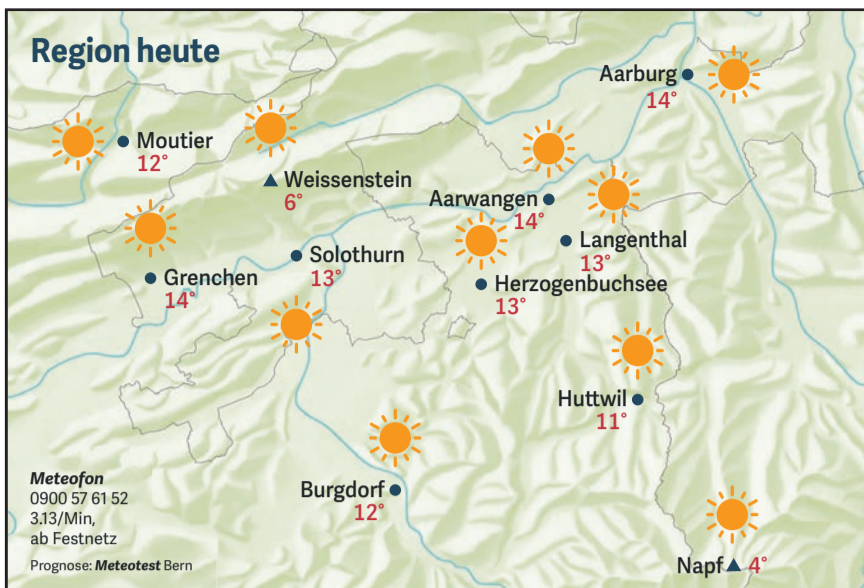 Region heute
Aarburg
14°
Moutier
12°
Weissenstein
6°
Aarwangen
14°
Langenthal
13°
Solothurn
13°
Grenchen
14°
Herzogenbuchsee
13°
Huttwil
11°
Burgdorf
12°
Napf 4°
Meteofon
0900 57 61 52
3.13/Min,
ab Festnetz
Prognose: Meteotest Bern